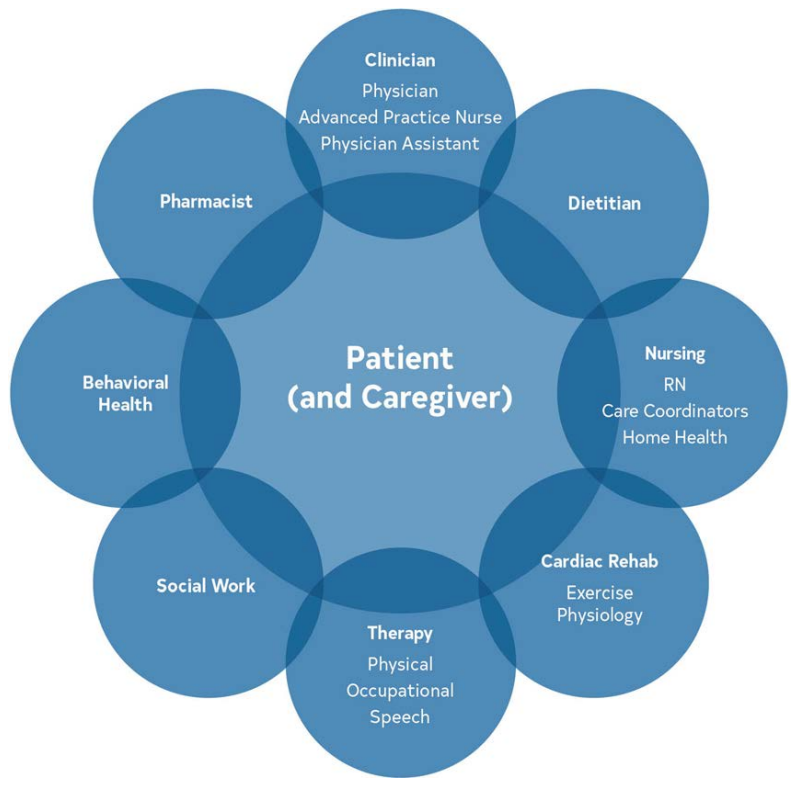 Clinician
Physician
Advanced Practice Nurse
Physician Assistant
Pharmacist
Dietitian
Patient
(and Caregiver)
Behavioral
Health
Nursing
RN
Care Coordinators
Home Health
Social Work
Cardiac Rehab
Exercise
Physiology
Therapy
Physical
Occupational
Speech